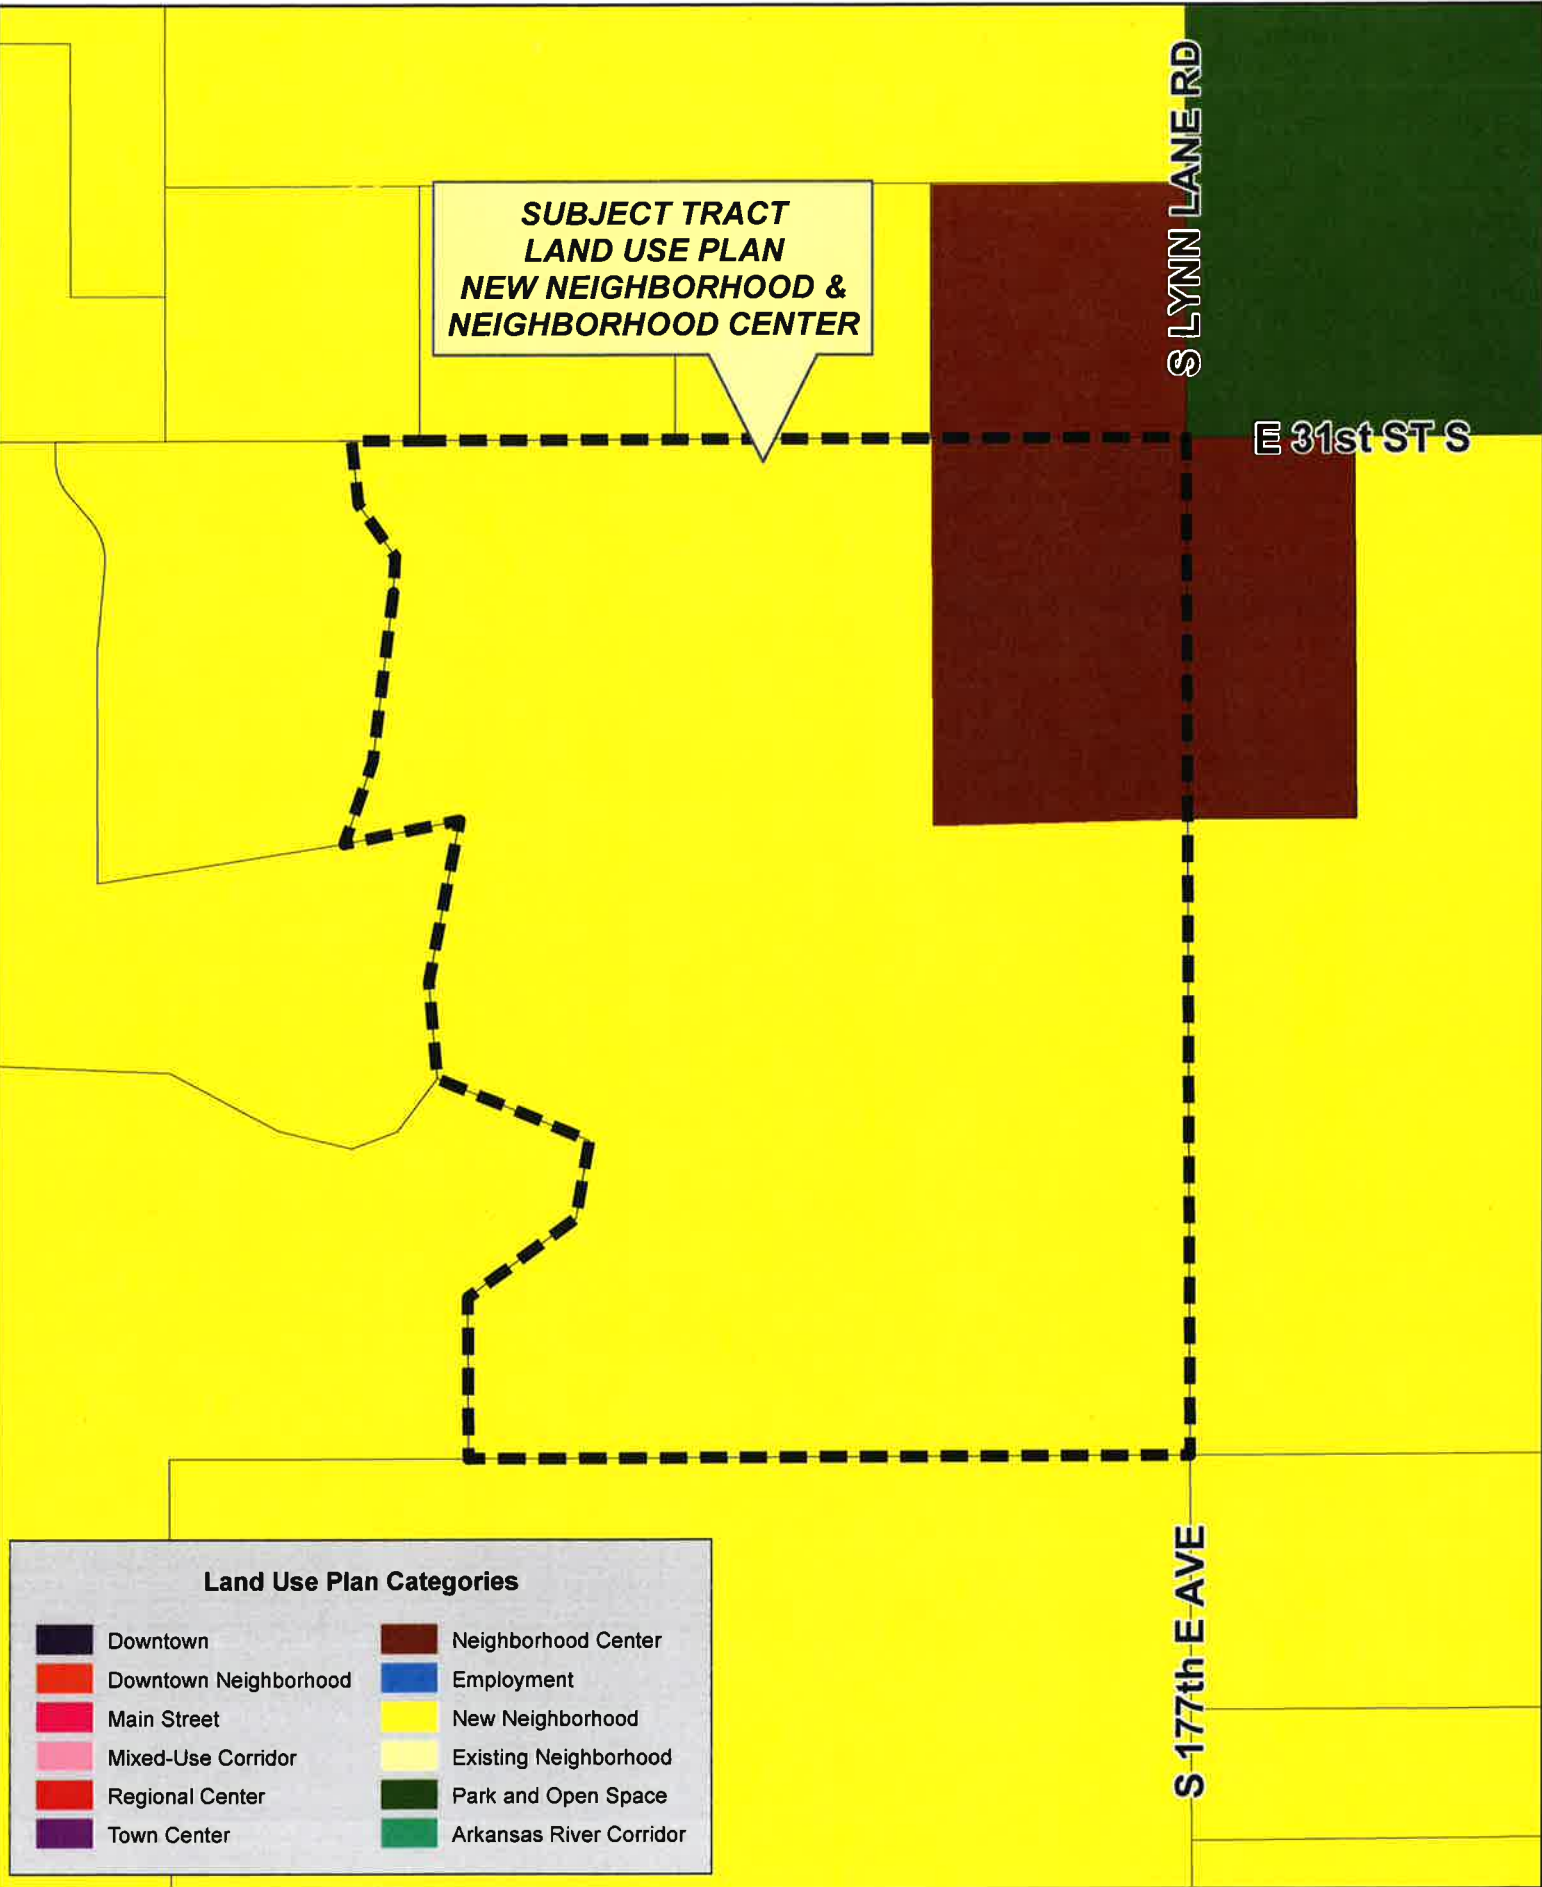 S LYNN LANE RD
SUBJECT TRACT
LAND USE PLAN
NEW NEIGHBORHOOD &
NEIGHBORHOOD CENTER
E 31st ST S
S 177th E AVE
Land Use Plan Categories
Downtown
Downtown Neighborhood
Main Street
Mixed-Use Corridor
Regional Center
Town Center
Neighborhood Center
Employment
New Neighborhood
Existing Neighborhood
Park and Open Space
Arkansas River Corridor